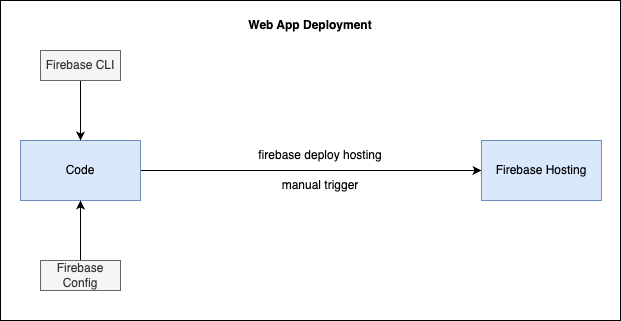 Web App Deployment
Firebase CLI
Code
firebase deploy hosting
manual trigger
Firebase Hosting
Firebase
Config